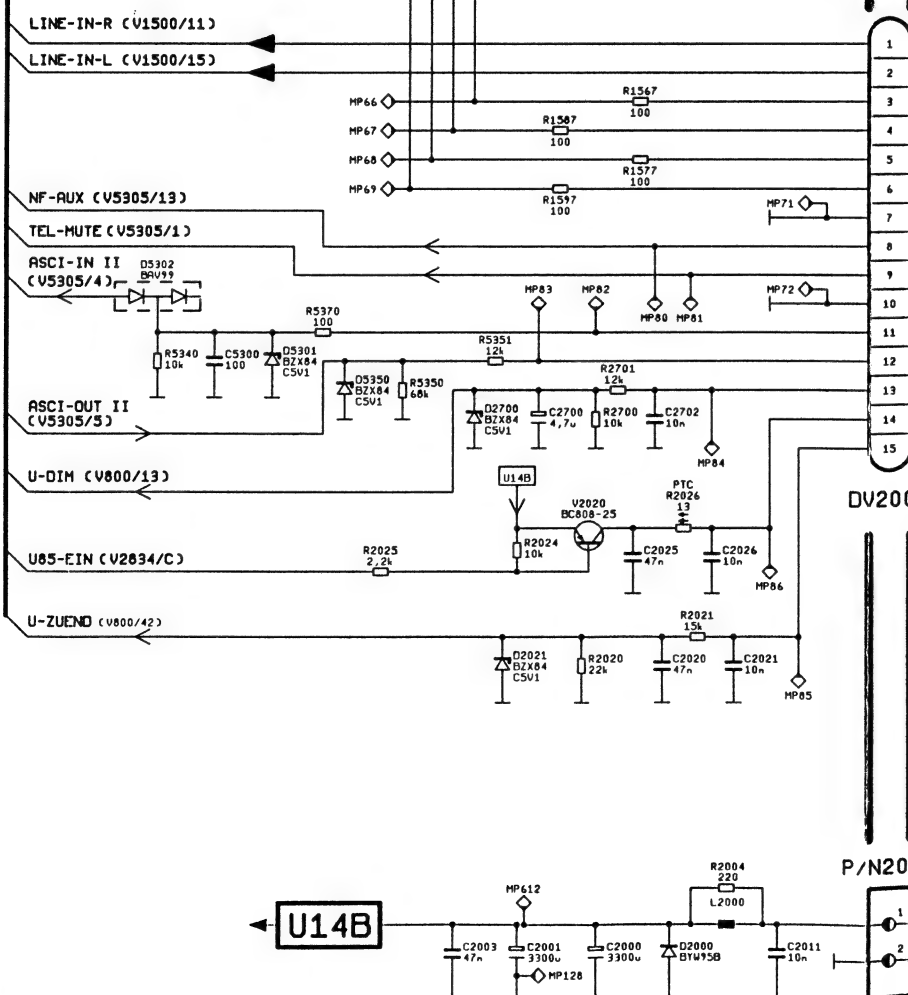 LINE-IN-R (V1500/11)
LINE-IN-L (V1500/15)
1
2
MP66
R1567
100
3
MP67
R1587
100
4
MP68
R1577
100
5
MP69
R1597
100
6
MP71
7
NF-AUX (V5305/13)
8
TEL-MUTE (V5305/1)
9
ASCI-IN II
(V5305/4)
D5302
BAV99
MP83
MP82
MP80
MP81
MP72
10
R5370
100
11
R5340
10k
C5300
100
D5301
BZX84
C5V1
R5351
12k
12
D5350
BZX84
C5V1
R5350
68k
R2701
12k
13
ASCI-OUT II
(V5305/5)
D2700
BZX84
C5V1
C2700
4,7u
R2700
10k
C2702
10n
MP84
14
15
U-DIM (V800/13)
U14B
V2020
BC808-25
PTC
R2026
13
DV200
R2024
10k
C2025
47n
C2026
10n
MP86
U85-EIN (V2834/C)
R2025
2,2k
U-ZUEND (V800/42)
R2021
15k
D2021
BZX84
C5V1
R2020
22k
C2020
47n
C2021
10n
MP85
P/N20
R2004
220
L2000
MP612
U14B
1
C2003
47n
C2001
3300u
C2000
3300u
D2000
BYW95B
C2011
10n
2
MP128